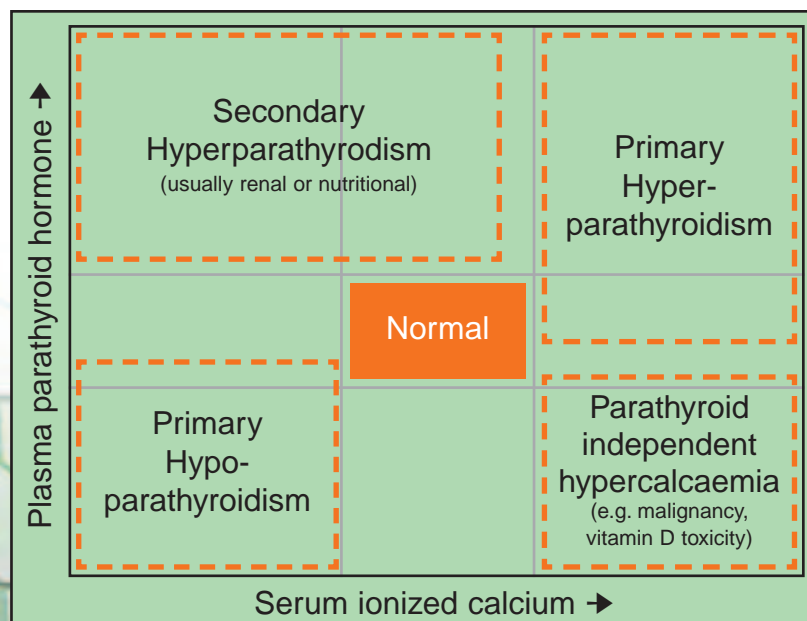 Plasma parathyroid hormone →
Secondary
Hyperparathyrodism
(usually renal or nutritional)
Primary
Hyper-
parathyroidism
Normal
Primary
Hypo-
parathyroidism
Parathyroid
independent
hypercalcaemia
(e.g. malignancy,
vitamin D toxicity)
Serum ionized calcium →